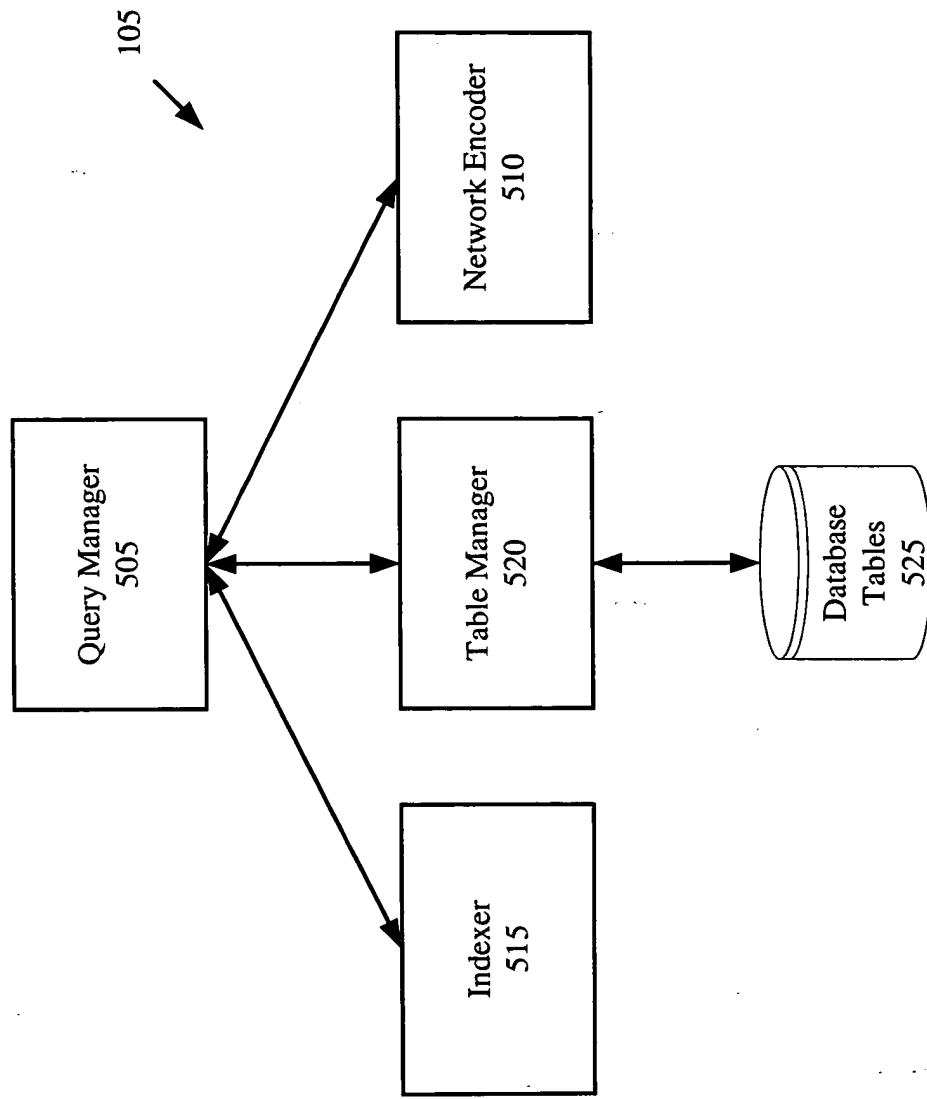 105
Query Manager
505
Indexer
515
Table Manager
520
Network Encoder
510
Database
Tables
525